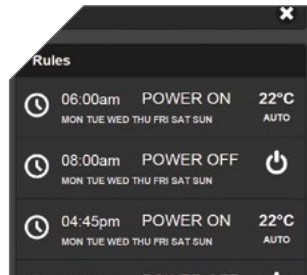 Rules
06:00am POWER ON 22°C
MON TUE WED THU FRI SAT SUN AUTO
08:00am POWER OFF
MON TUE WED THU FRI SAT SUN
04:45pm POWER ON 22°C
MON TUE WED THU FRI SAT SUN AUTO